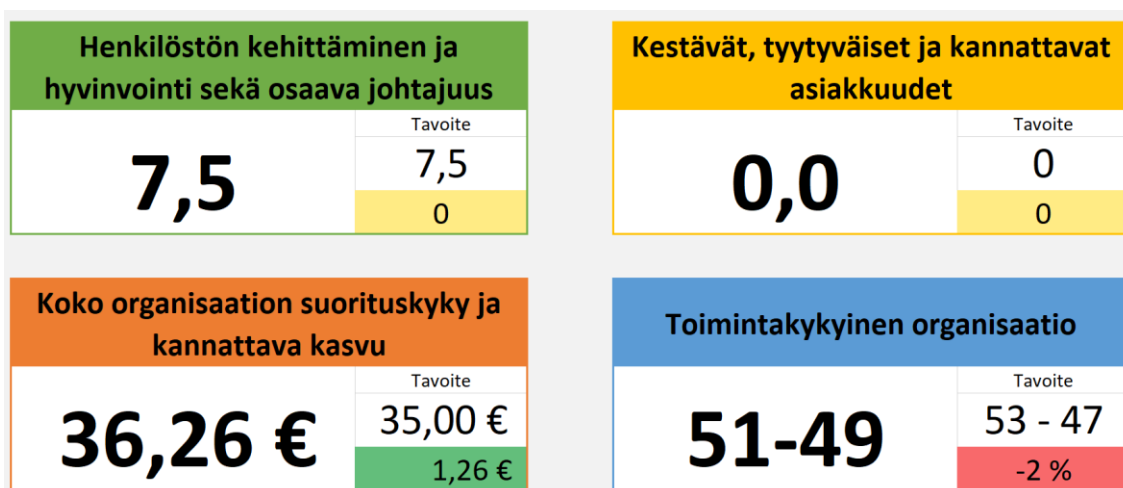 Henkilöstön kehittäminen ja
hyvinvointi sekä osaava johtajuus
7,5
Tavoite
7,5
0
Kestävät, tyytyväiset ja kannattavat
asiakkuudet
0,0
Tavoite
0
0
Koko organisaation suorituskyky ja
kannattava kasvu
36,26 €
Tavoite
35,00 €
1,26 €
Toimintakykyinen organisaatio
51-49
Tavoite
53 - 47
-2 %